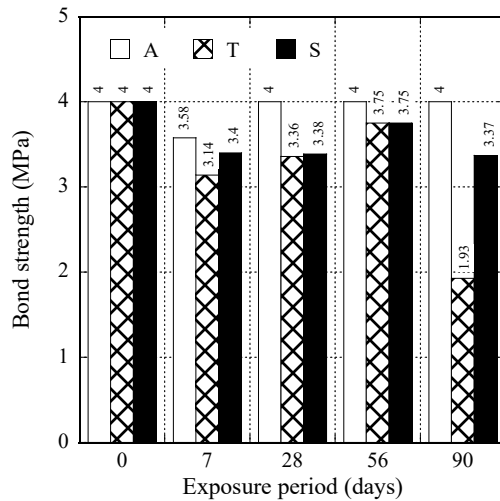 5
A T S
4 4 4 4 4 4
4
3.75 3.75
3.58
3.4
3.36 3.38
3.37
3.14
3
1.93
2
1
0
0 7 28 56 90
Bond strength (MPa)
Exposure period (days)